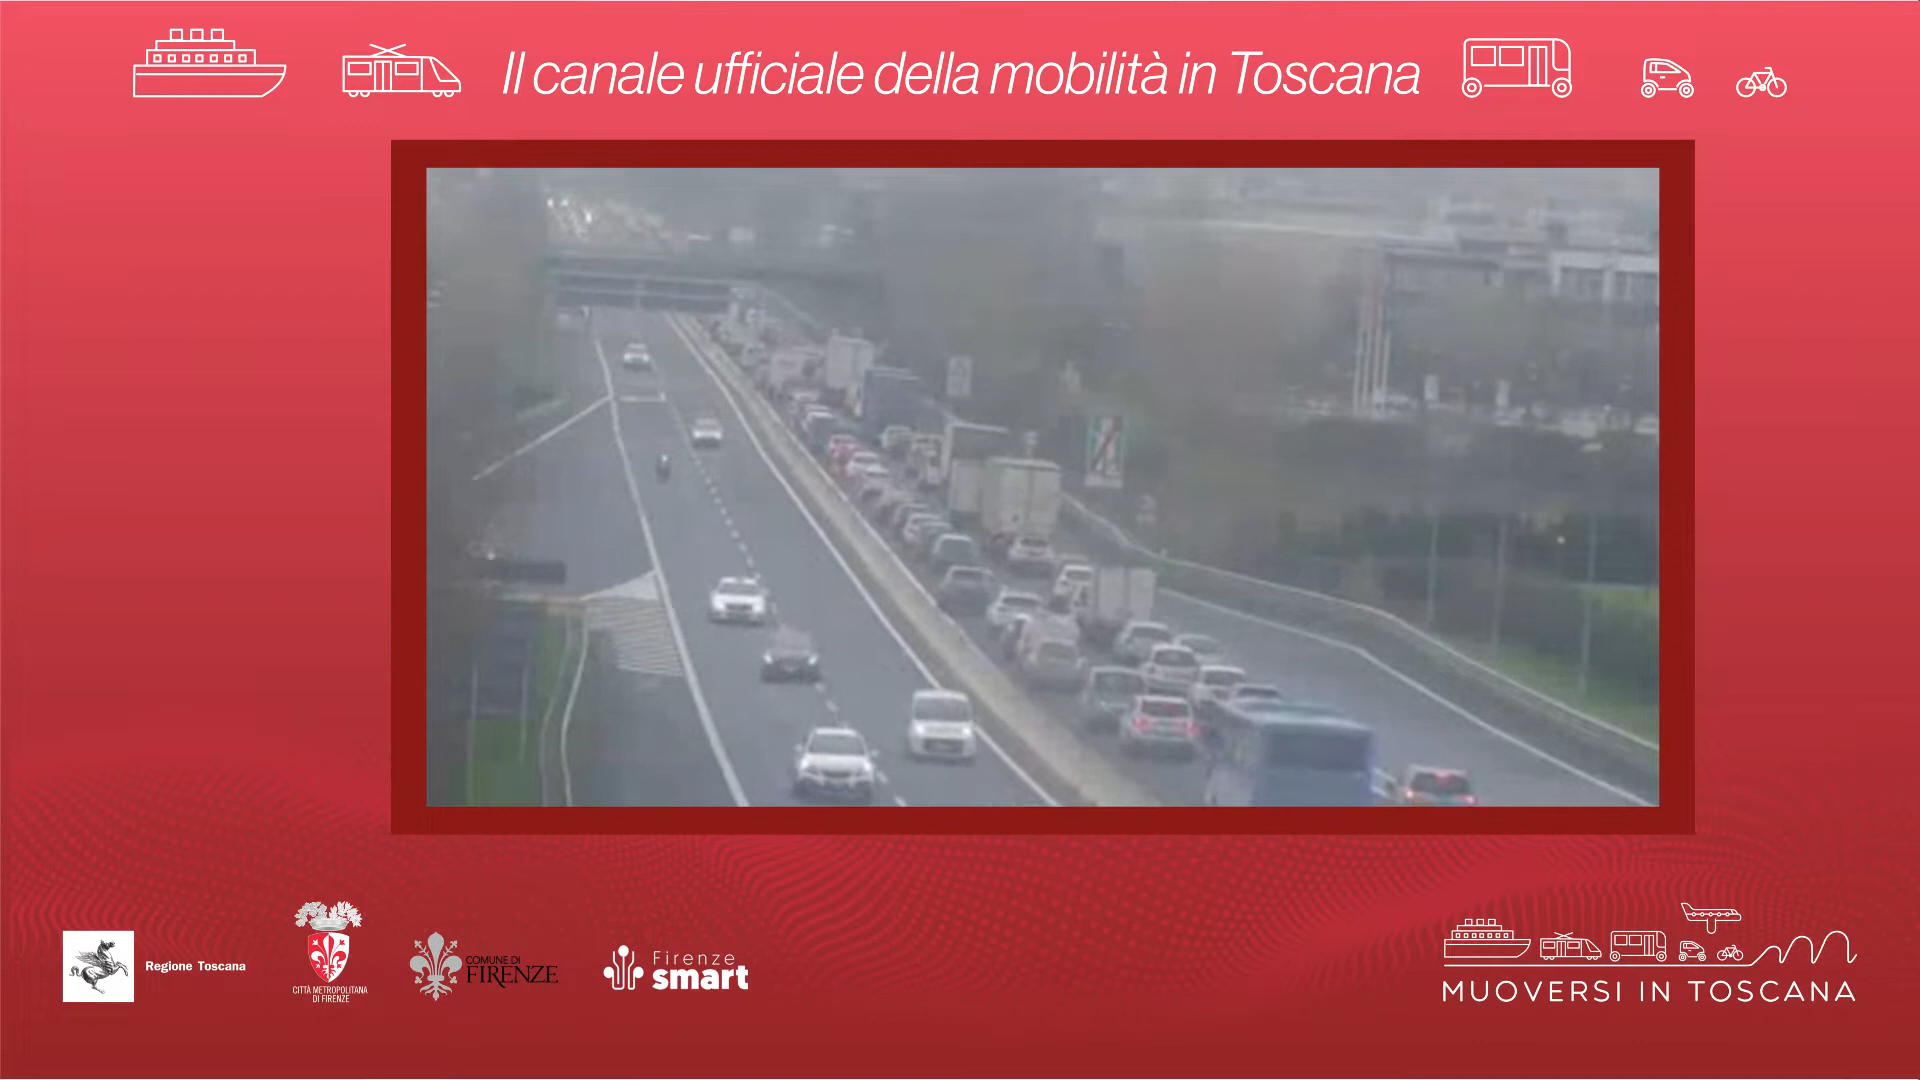 Il canale ufficiale della mobilità in Toscana
Regione Toscana
CITTÀ METROPOLITANA
DI FIRENZE
COMUNE DI
FIRENZE
Firenze
smart
MUOVERSI IN TOSCANA